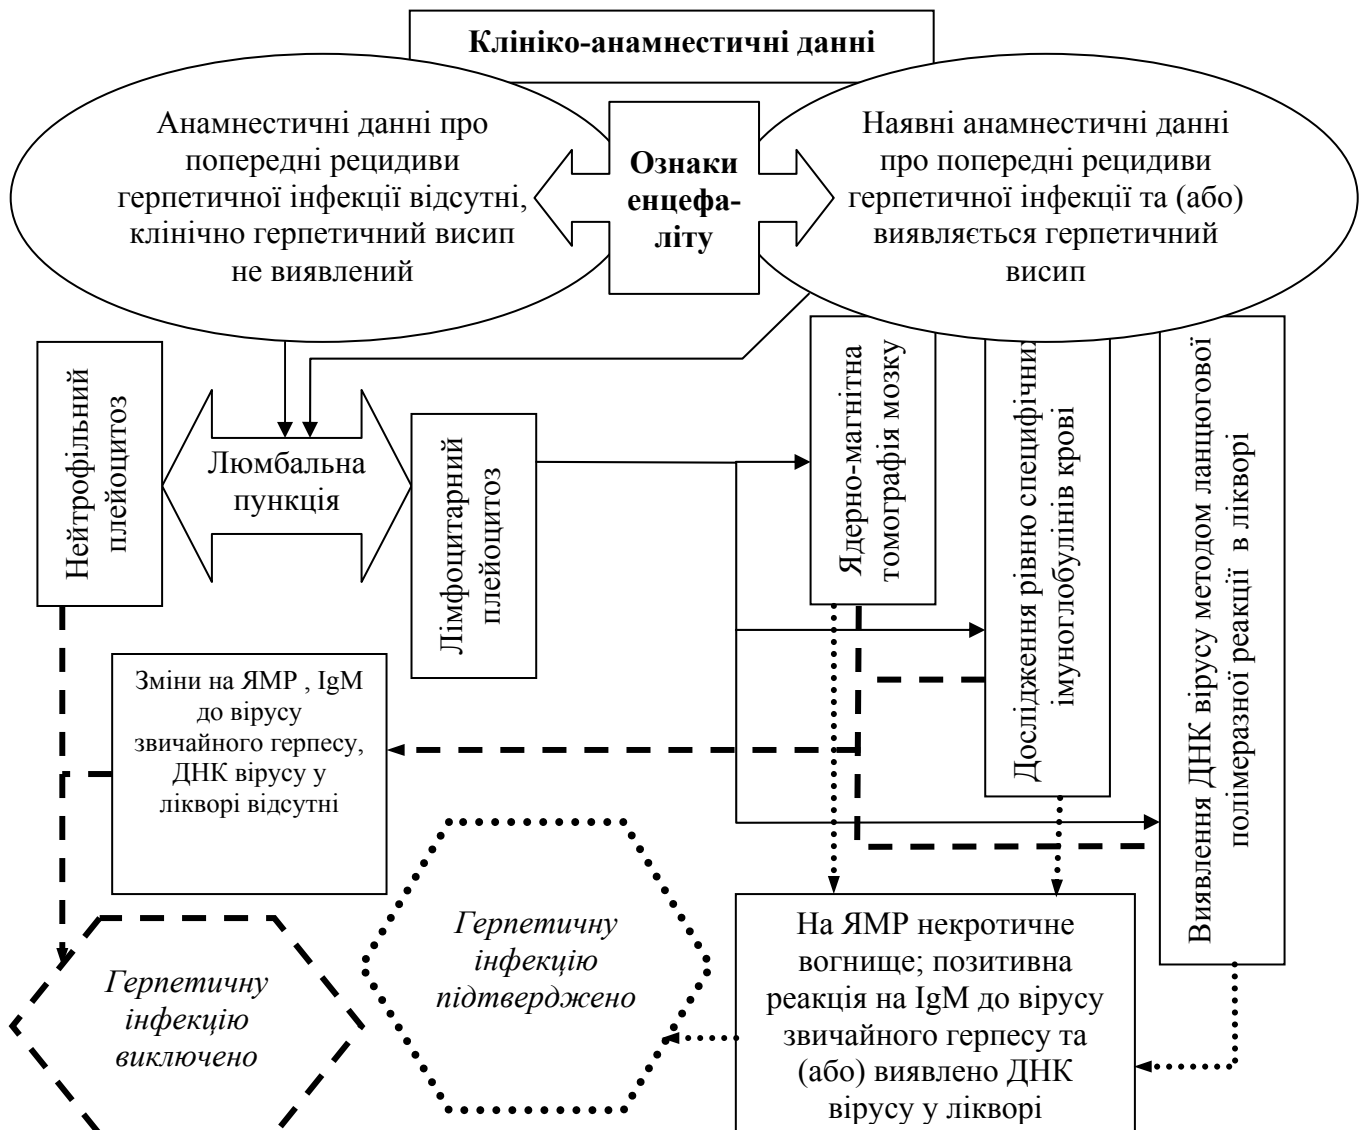 Клініко-анамнестичні данні
Анамнестичні данні про
попередні рецидиви
герпетичної інфекції відсутні,
клінічно герпетичний висип
не виявлений
Ознаки
енцефа-
літу
Наявні анамнестичні данні
про попередні рецидиви
герпетичної інфекції та (або)
виявляється герпетичний
висип
Нейтрофільний
плейоцитоз
Люмбальна
пункція
Лімфоцитарний
плейоцитоз
Ядерно-магнітна
томографія мозку
Дослідження рівню специфічних
імуноглобулінів крові
Виявлення ДНК вірусу методом ланцюгової
полімеразної реакції в лікворі
Зміни на ЯМР , IgM
до вірусу
звичайного герпесу,
ДНК вірусу у
лікворі відсутні
Герпетичну
інфекцію
виключено
Герпетичну
інфекцію
підтверджено
На ЯМР некротичне
вогнище; позитивна
реакція на IgM до вірусу
звичайного герпесу та
(або) виявлено ДНК
вірусу у лікворі